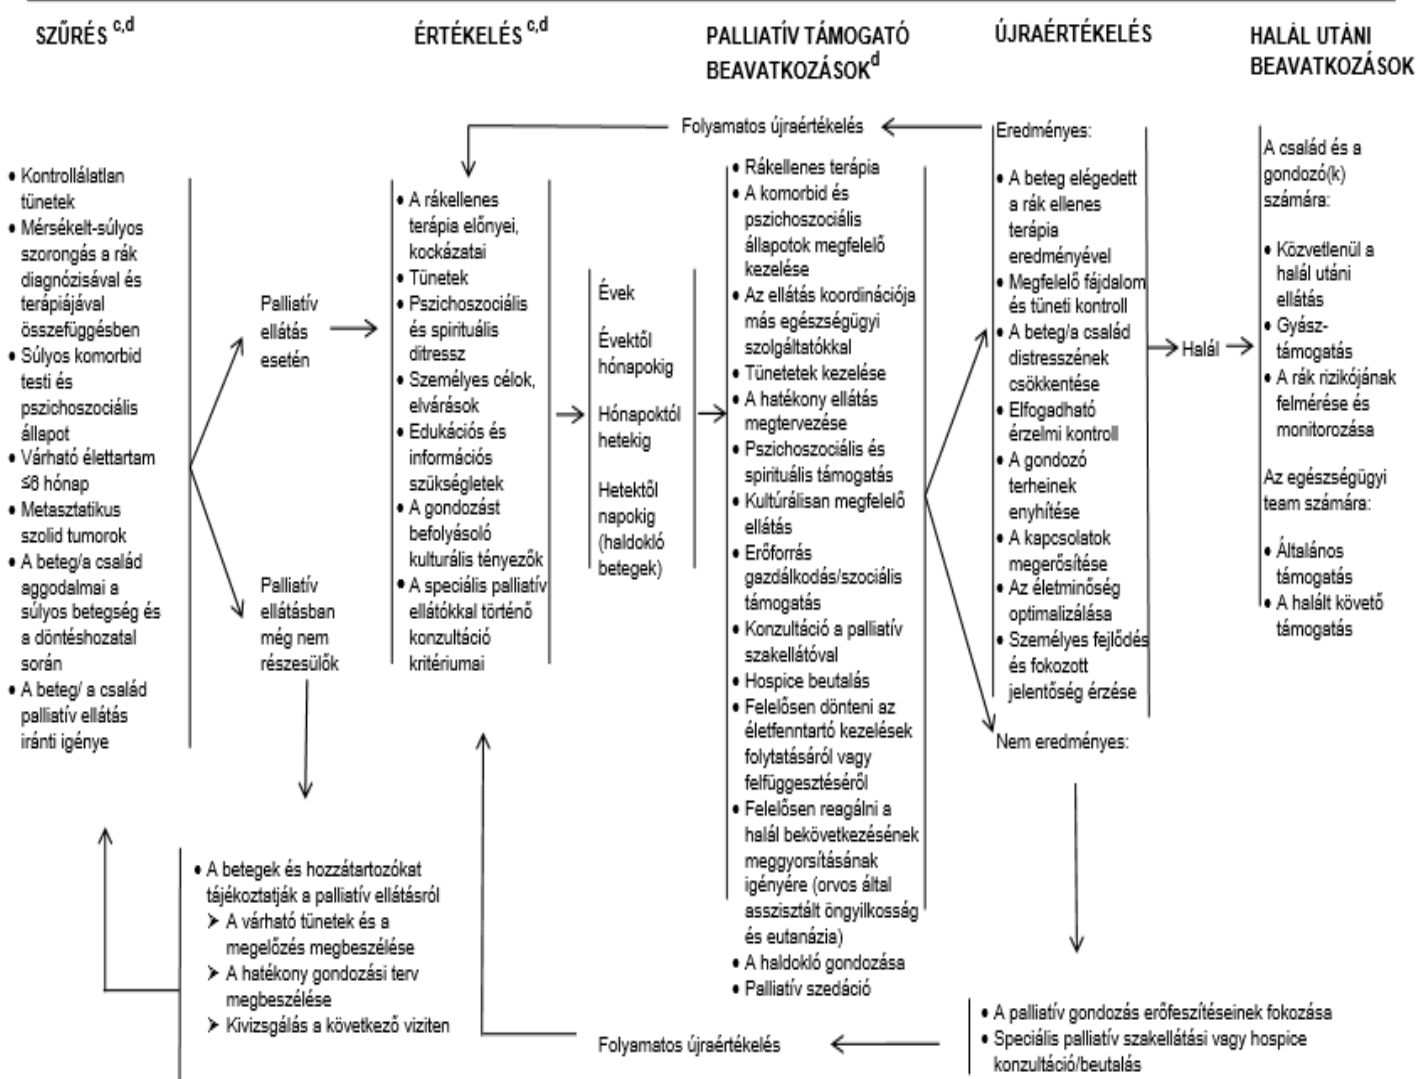 SZŰRÉS c,d
ÉRTÉKELÉS c,d
PALLIATÍV TÁMOGATÓ
BEAVATKOZÁSOK d
ÚJRAÉRTÉKELÉS
HALÁL UTÁNI
BEAVATKOZÁSOK
• Kontrollálatlan
tünetek
• Mérsékelt-súlyos
szorongás a rák
diagnózisával és
terápiájával
összefüggésben
• Súlyos komorbid
testi és
pszichoszociális
állapot
• Várható élettartam
≤6 hónap
• Metasztatikus
szolid tumorok
• A beteg/a család
aggodalmai a
súlyos betegség és
a döntéshozatal
során
• A beteg/ a család
palliatív ellátás
iránti igénye
Palliatív
ellátás
esetén
Palliatív
ellátásban
még nem
részesülők
• A betegek és hozzátartozókat
tájékoztatják a palliatív ellátásról
➢ A várható tünetek és a
megelőzés megbeszélése
➢ A hatékony gondozási terv
megbeszélése
➢ Kivizsgálás a következő viziten
• A rákellenes
terápia előnyei,
kockázatai
• Tünetek
• Pszichoszociális
és spirituális
ditressz
• Személyes célok,
elvárások
• Edukációs és
információs
szükségletek
• A gondozást
befolyásoló
kulturális tényezők
• A speciális palliatív
ellátókkal történő
konzultáció
kritériumai
Évek
Évektől
hónapokig
Hónapoktól
hetekig
Hetektől
napokig
(haldokló
betegek)
Folyamatos újraértékelés
• Rákellenes terápia
• A komorbid és
pszichoszociális
állapotok megfelelő
kezelése
• Az ellátás koordinációja
más egészségügyi
szolgáltatókkal
• Tünetetek kezelése
• A hatékony ellátás
megtervezése
• Pszichoszociális és
spirituális támogatás
• Kultúrálisan megfelelő
ellátás
• Erőforrás
gazdálkodás/szociális
támogatás
• Konzultáció a palliatív
szakellátóval
• Hospice beutalás
• Felelősen dönteni az
életfenntartó kezelések
folytatásáról vagy
felfüggesztéséről
• Felelősen reagálni a
halál bekövetkezésének
meggyorsításának
igényére (orvos által
asszisztált öngyilkosság
és eutanázia)
• A haldokló gondozása
• Palliatív szedáció
Eredményes:
• A beteg elégedett
a rák ellenes
terápia
eredményével
• Megfelelő fájdalom
és tüneti kontroll
• A beteg/a család
distresszének
csökkentése
• Elfogadható
érzelmi kontroll
• A gondozó
terheinek
enyhítése
• A kapcsolatok
megerősítése
• Az életminőség
optimalizálása
• Személyes fejlődés
és fokozott
jelentőség érzése
Nem eredményes:
• A palliatív gondozás erőfeszítéseinek fokozása
• Speciális palliatív szakellátási vagy hospice
konzultáció/beutalás
Folyamatos újraértékelés
Halál
A család és a
gondozó(k)
számára:
• Közvetlenül a
halál utáni
ellátás
• Gyász-
támogatás
• A rák rizikójának
felmérése és
monitorozása
Az egészségügyi
team számára:
• Általános
támogatás
• A halált követő
támogatás